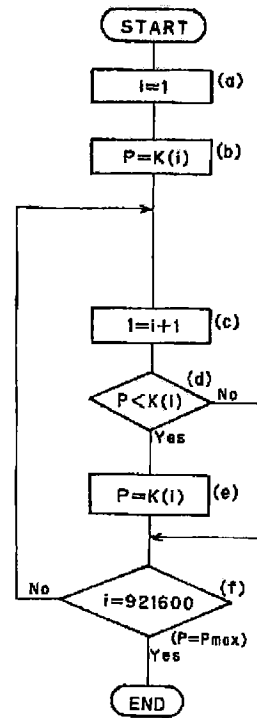 START
i=1 (a)
P=K(i) (b)
1=i+1 (c)
(d)
P<K(i) No
Yes
P=K(i) (e)
No (f)
i=921600
(P=Pmax)
Yes
END